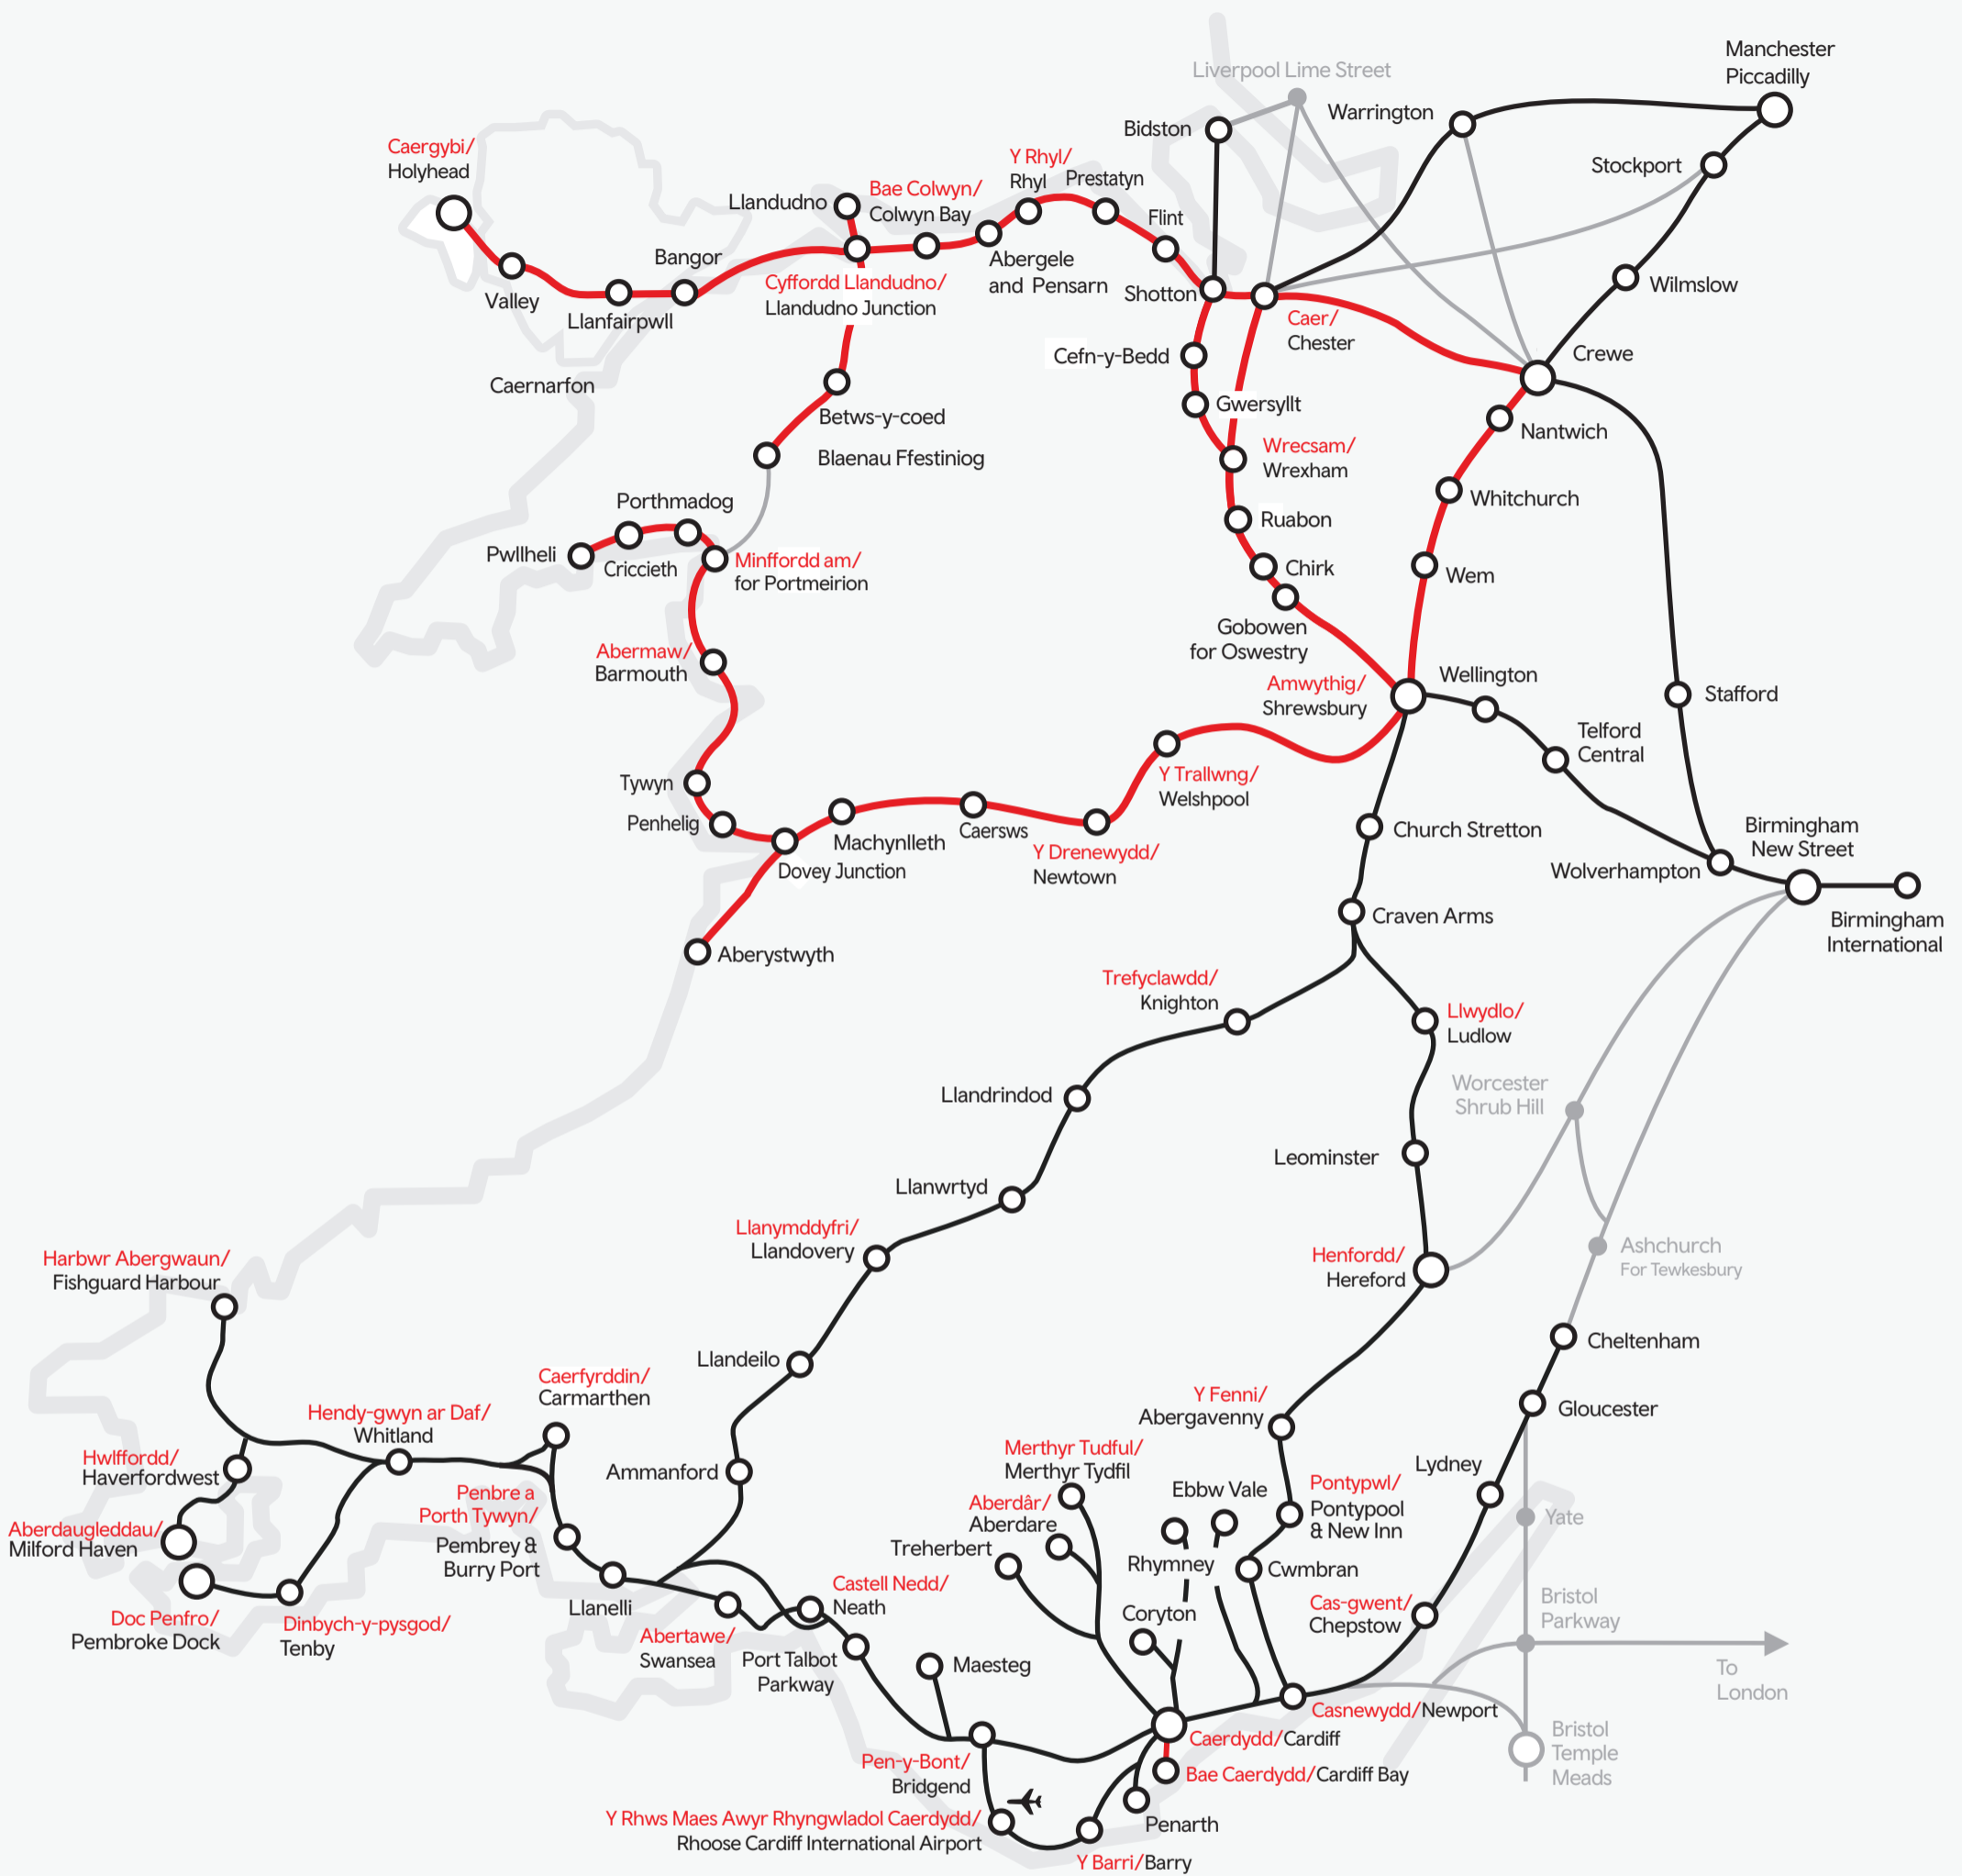 Manchester
Piccadilly
Liverpool Lime Street
Warrington
Bidston
Stockport
Caergybi/
Holyhead
Y Rhyl/
Rhyl
Prestatyn
Llandudno
Bae Colwyn/
Colwyn Bay
Flint
Bangor
Abergele
and Pensarn
Valley
Llanfairpwll
Cyffordd Llandudno/
Llandudno Junction
Shotton
Wilmslow
Caer/
Chester
Crewe
Cefn-y-Bedd
Caernarfon
Betws-y-coed
Gwersyllt
Nantwich
Blaenau Ffestiniog
Wrecsam/
Wrexham
Whitchurch
Porthmadog
Ruabon
Pwllheli
Criccieth
Minffordd am/
for Portmeirion
Chirk
Wem
Gobowen
for Oswestry
Abermaw/
Barmouth
Amwythig/
Shrewsbury
Wellington
Stafford
Telford
Central
Y Trallwng/
Welshpool
Tywyn
Penhelig
Machynlleth
Caersws
Dovey Junction
Y Drenewydd/
Newtown
Church Stretton
Birmingham
New Street
Wolverhampton
Birmingham
International
Craven Arms
Aberystwyth
Trefyclawdd/
Knighton
Llwydlo/
Ludlow
Llandrindod
Worcester
Shrub Hill
Leominster
Llanwrtyd
Llanymddyfri/
Llandovery
Harbwr Abergwaun/
Fishguard Harbour
Henfordd/
Hereford
Ashchurch
For Tewkesbury
Cheltenham
Llandeilo
Caerfyrddin/
Carmarthen
Y Fenni/
Abergavenny
Gloucester
Hendy-gwyn ar Daf/
Whitland
Hwlffordd/
Haverfordwest
Ammanford
Merthyr Tudful/
Merthyr Tydfil
Lydney
Penbre a
Porth Tywyn/
Pembrey &
Burry Port
Aberdâr/
Aberdare
Ebbw Vale
Pontypwl/
Pontypool
& New Inn
Yate
Aberdaugleddau/
Milford Haven
Treherbert
Rhymney
Cwmbran
Doc Penfro/
Pembroke Dock
Dinbych-y-pysgod/
Tenby
Llanelli
Castell Nedd/
Neath
Coryton
Cas-gwent/
Chepstow
Bristol
Parkway
Abertawe/
Swansea
Port Talbot
Parkway
Maesteg
To
London
Casnewydd/Newport
Caerdydd/Cardiff
Bristol
Temple
Meads
Pen-y-Bont/
Bridgend
Bae Caerdydd/Cardiff Bay
Y Rhws Maes Awyr Rhyngwladol Caerdydd/
Rhoose Cardiff International Airport
Penarth
Y Barri/Barry